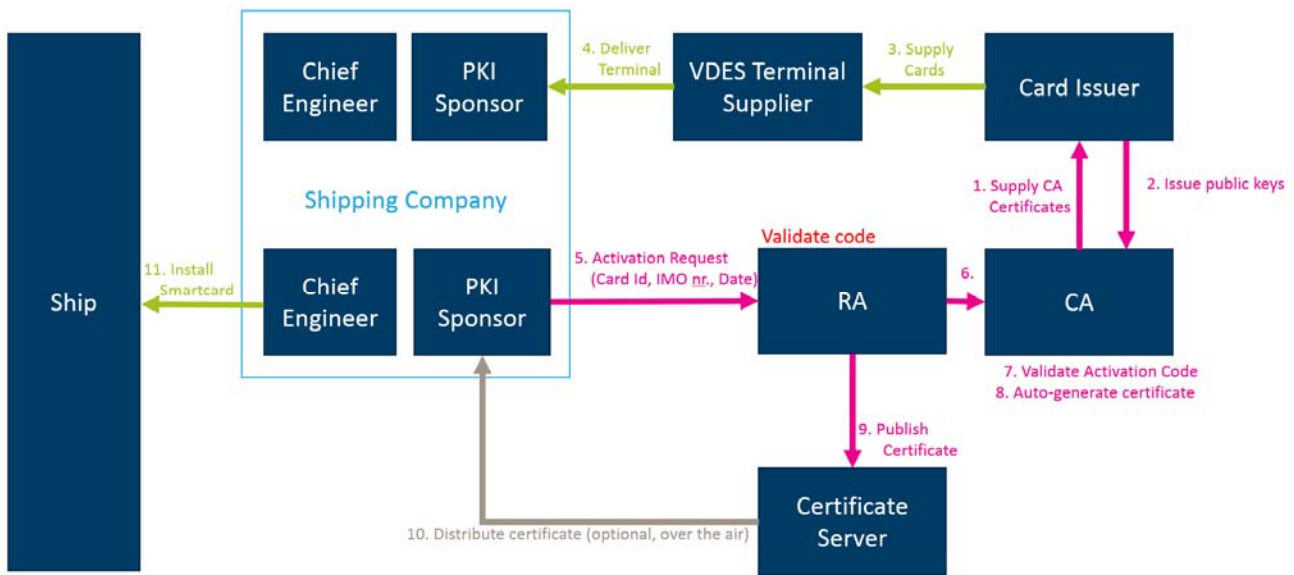 Ship
Chief
Engineer
PKI
Sponsor
4. Deliver
Terminal
VDES Terminal
Supplier
3. Supply
Cards
Card Issuer
Shipping Company
1. Supply CA
Certificates
2. Issue public keys
11. Install
Smartcard
Chief
Engineer
PKI
Sponsor
5. Activation Request
(Card Id, IMO nr., Date)
Validate code
RA
6.
CA
7. Validate Activation Code
8. Auto-generate certificate
9. Publish
Certificate
10. Distribute certificate (optional, over the air)
Certificate
Server